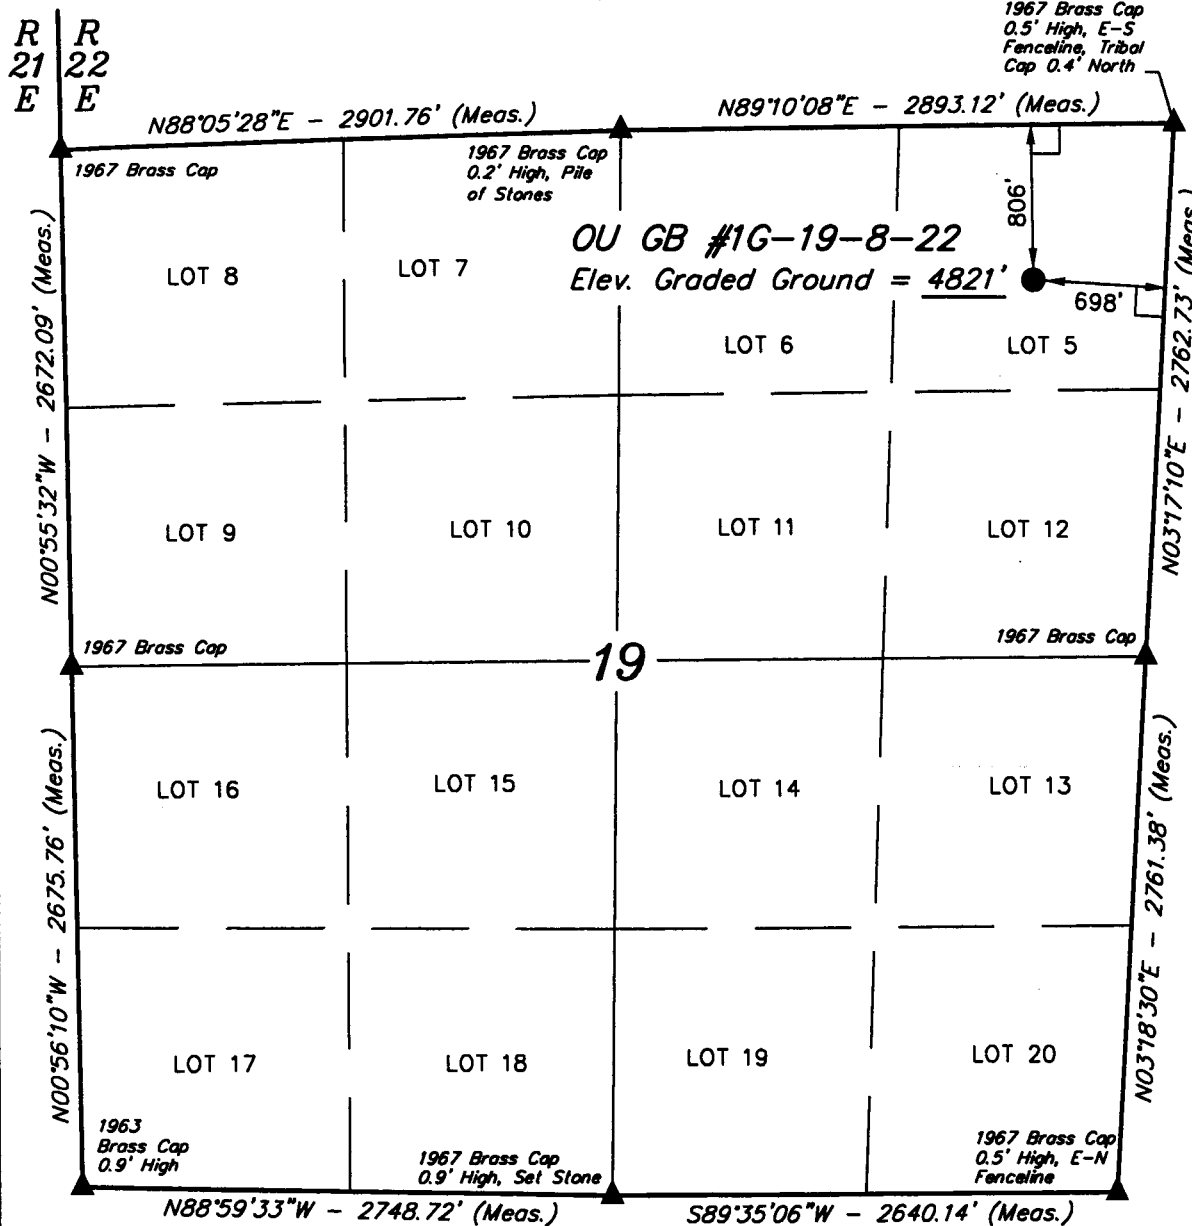 1967 Brass Cap
0.5' High, E-S
Fenceline, Tribal
Cap 0.4' North
R R
21 22
E E
N88°05'28"E - 2901.76' (Meas.)
N89°10'08"E - 2893.12' (Meas.)
1967 Brass Cap
1967 Brass Cap
0.2' High, Pile
of Stones
806'
OU GB #1G-19-8-22
Elev. Graded Ground = 4821'
698'
LOT 8
LOT 7
LOT 6
LOT 5
N00°55'32"W - 2672.09' (Meas.)
N03°17'10"E - 2762.73' (Meas.)
LOT 9
LOT 10
LOT 11
LOT 12
1967 Brass Cap
1967 Brass Cap
19
LOT 16
LOT 15
LOT 14
LOT 13
N00°56'10"W - 2675.76' (Meas.)
N03°18'30"E - 2761.38' (Meas.)
LOT 17
LOT 18
LOT 19
LOT 20
1963
Brass Cap
0.9' High
1967 Brass Cap
0.9' High, Set Stone
1967 Brass Cap
0.5' High, E-N
Fenceline
N88°59'33"W - 2748.72' (Meas.)
S89°35'06"W - 2640.14' (Meas.)